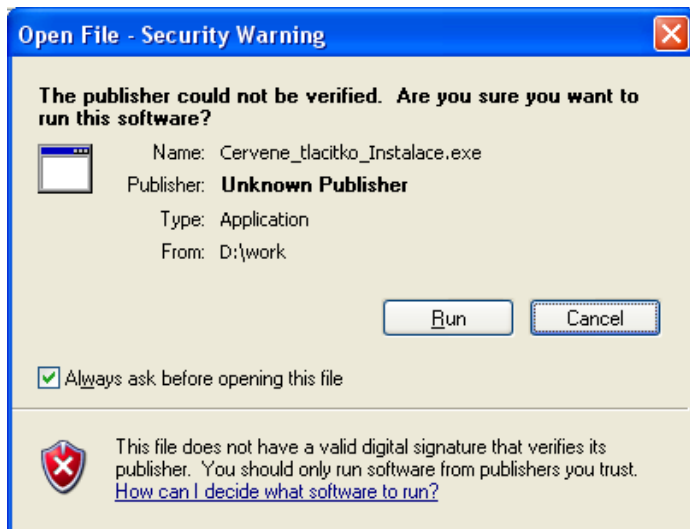 Open File - Security Warning
The publisher could not be verified.  Are you sure you want to
run this software?
Name: Cervene_tlacitko_Instalace.exe
Publisher: Unknown Publisher
Type: Application
From: D:\work
Run Cancel
Always ask before opening this file
This file does not have a valid digital signature that verifies its
publisher.  You should only run software from publishers you trust.
How can I decide what software to run?